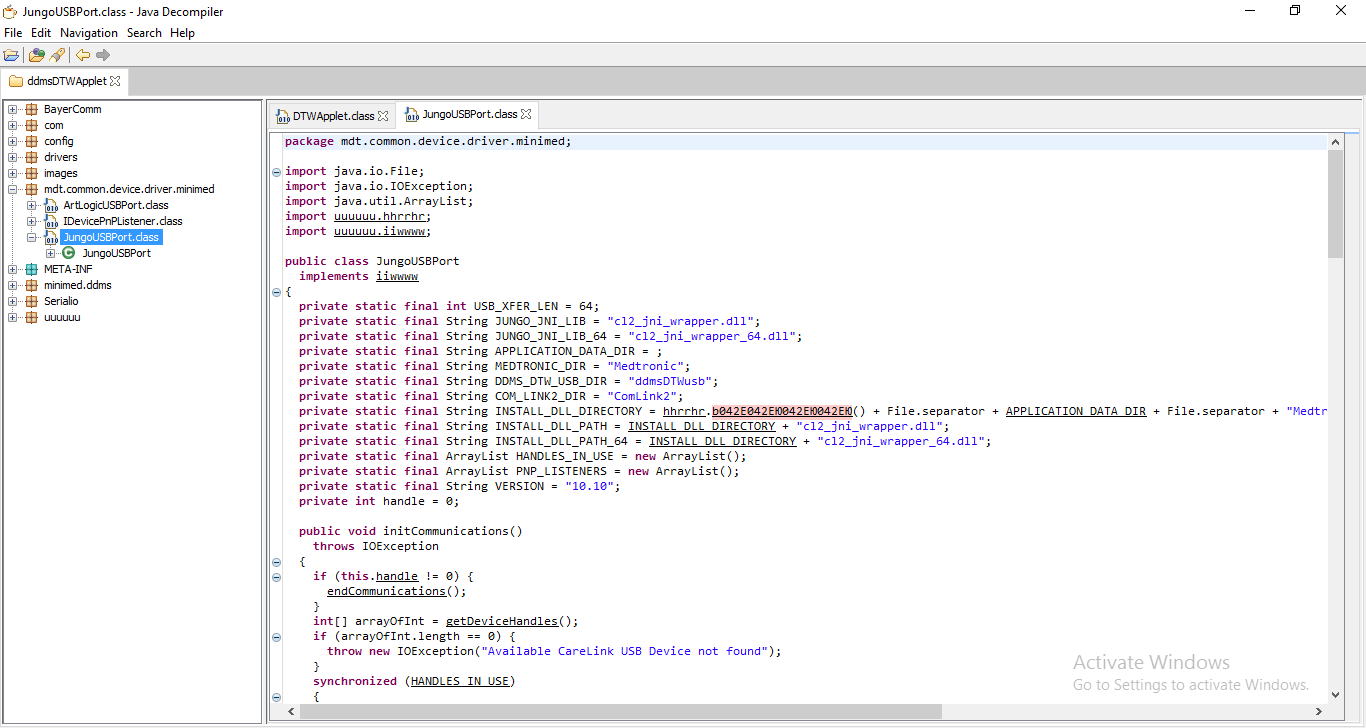 JungoUSBPort.class - Java Decompiler
File Edit Navigation Search Help
ddmsDTWApplet
BayerComm
com
config
drivers
images
mdt.common.device.driver.minimed
ArtLogicUSBPort.class
IDevicePnPListener.class
JungoUSBPort.class
JungoUSBPort
META-INF
minimed.ddms
Serialio
uuuuuu
DTWApplet.class JungoUSBPort.class
package mdt.common.device.driver.minimed;
import java.io.File;
import java.io.IOException;
import java.util.ArrayList;
import uuuuuu.hhrrhr;
import uuuuuu.iiwwww;
public class JungoUSBPort
implements iiwwww
{
private static final int USB_XFER_LEN = 64;
private static final String JUNGO_JNI_LIB = "cl2_jni_wrapper.dll";
private static final String JUNGO_JNI_LIB_64 = "cl2_jni_wrapper_64.dll";
private static final String APPLICATION_DATA_DIR = ;
private static final String MEDTRONIC_DIR = "Medtronic";
private static final String DDMS_DTW_USB_DIR = "ddmsDTWusb";
private static final String COM_LINK2_DIR = "ComLink2";
private static final String INSTALL_DLL_DIRECTORY = hhrrhr.() + File.separator + APPLICATION_DATA_DIR + File.separator + "Medtr
private static final String INSTALL_DLL_PATH = INSTALL_DLL_DIRECTORY + "cl2_jni_wrapper.dll";
private static final String INSTALL_DLL_PATH_64 = INSTALL_DLL_DIRECTORY + "cl2_jni_wrapper_64.dll";
private static final ArrayList HANDLES_IN_USE = new ArrayList();
private static final ArrayList PNP_LISTENERS = new ArrayList();
private static final String VERSION = "10.10";
private int handle = 0;
public void initCommunications()
throws IOException
{
if (this.handle != 0) {
endCommunications();
}
int[] arrayOfInt = getDeviceHandles();
if (arrayOfInt.length == 0) {
throw new IOException("Available CareLink USB Device not found");
}
synchronized (HANDLES_IN_USE)
{
Activate Windows
Go to Settings to activate Windows.